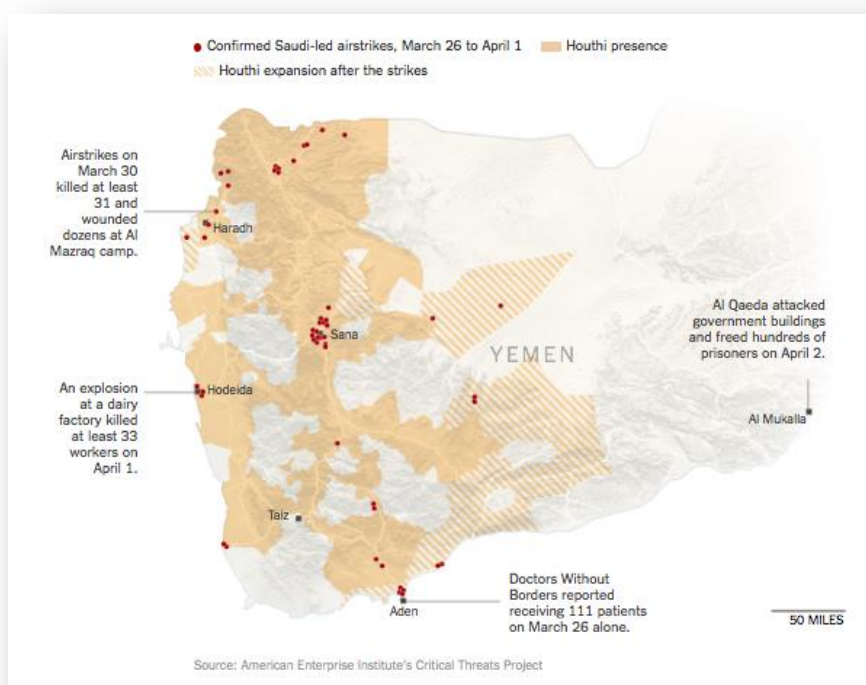 Confirmed Saudi-led airstrikes, March 26 to April 1
Houthi presence
Houthi expansion after the strikes
Airstrikes on
March 30
killed at least
31 and
wounded
dozens at Al
Mazraq camp.
Haradh
Sana
YEMEN
Al Qaeda attacked
government buildings
and freed hundreds of
prisoners on April 2.
Al Mukalla
An explosion
at a dairy
factory killed
at least 33
workers on
April 1.
Hodeida
Taiz
Aden
Doctors Without
Borders reported
receiving 111 patients
on March 26 alone.
50 MILES
Source: American Enterprise Institute's Critical Threats Project